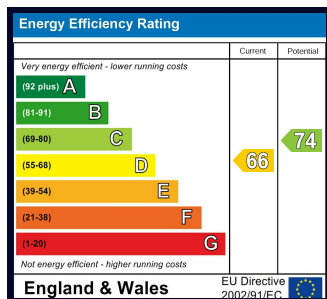 Energy Efficiency Rating
Current Potential
Very energy efficient - lower running costs
(92 plus) A
(81-91) B
(69-80) C
74
(55-68) D
66
(39-54) E
(21-38) F
(1-20) G
Not energy efficient - higher running costs
England & Wales
EU Directive
2002/91/EC